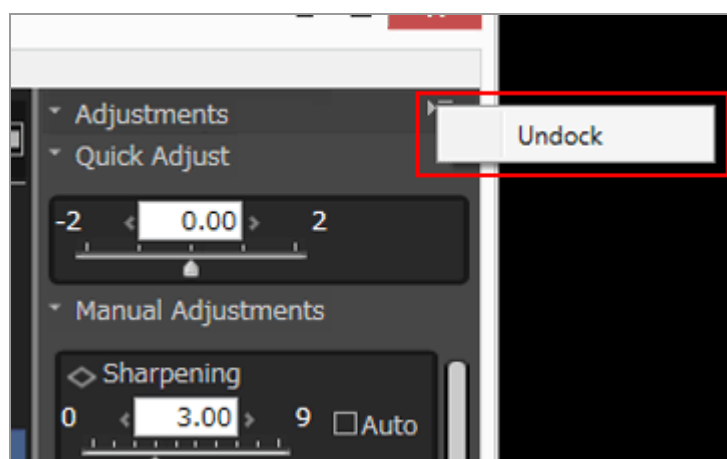 Adjustments
Undock
Quick Adjust
-2 0.00 2
Manual Adjustments
Sharpening
0 3.00 9 Auto